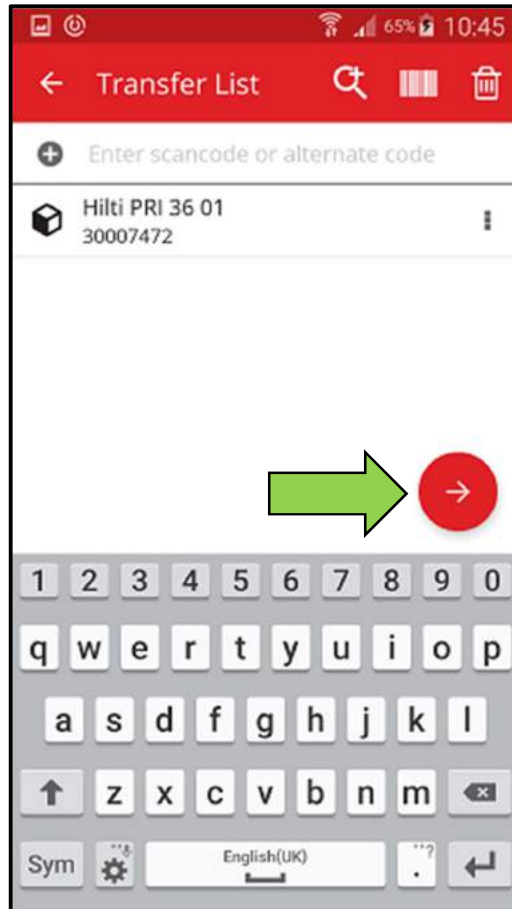 65% 10:45
Transfer List
Enter scancode or alternate code
Hilti PRI 36 01
30007472
1 2 3 4 5 6 7 8 9 0
q w e r t y u i o p
a s d f g h j k l
z x c v b n m
Sym English(UK) . ?